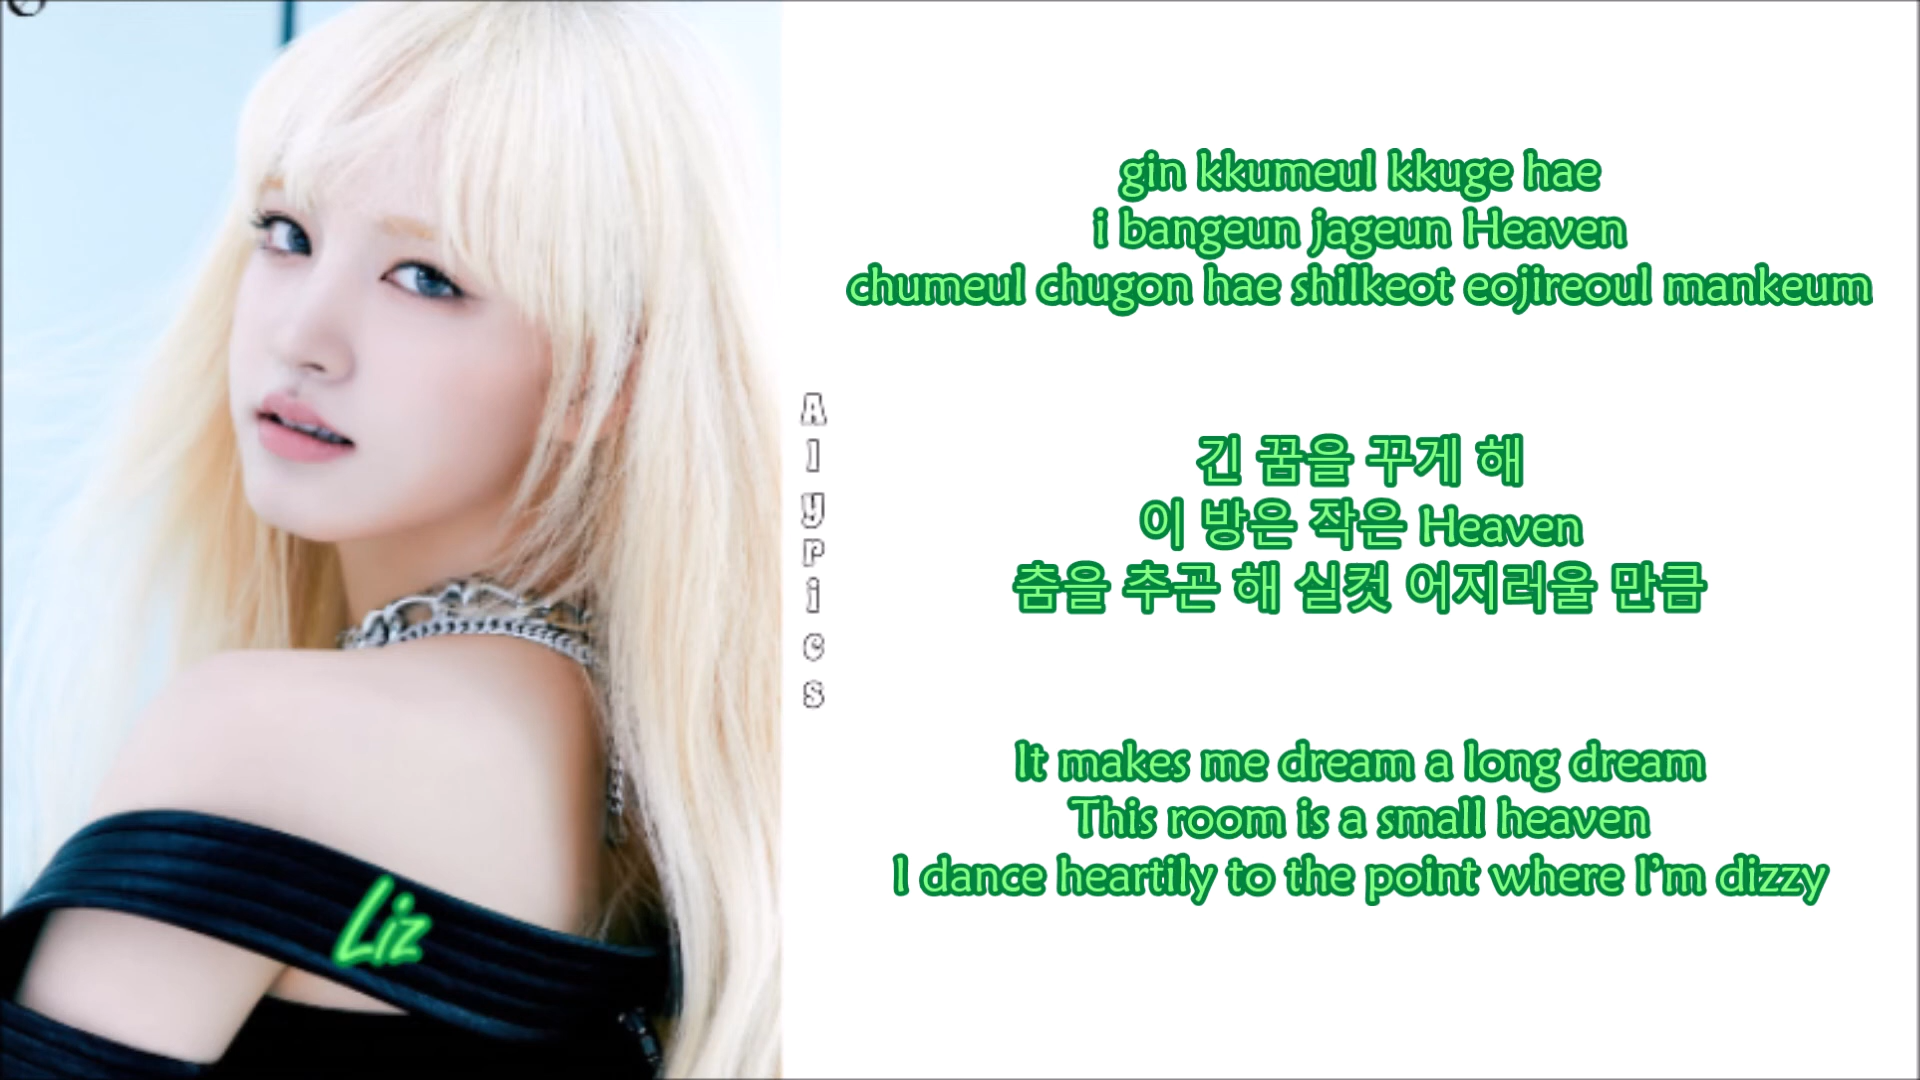 gin kkumeul kkuge hae
i bangeun jageun Heaven
chumeul chugon hae shilkeot eojireoul mankeum
긴 꿈을 꾸게 해
이 방은 작은 Heaven
춤을 추곤 해 실컷 어지러울 만큼
It makes me dream a long dream
This room is a small heaven
I dance heartily to the point where I'm dizzy
Alyrics
Liz